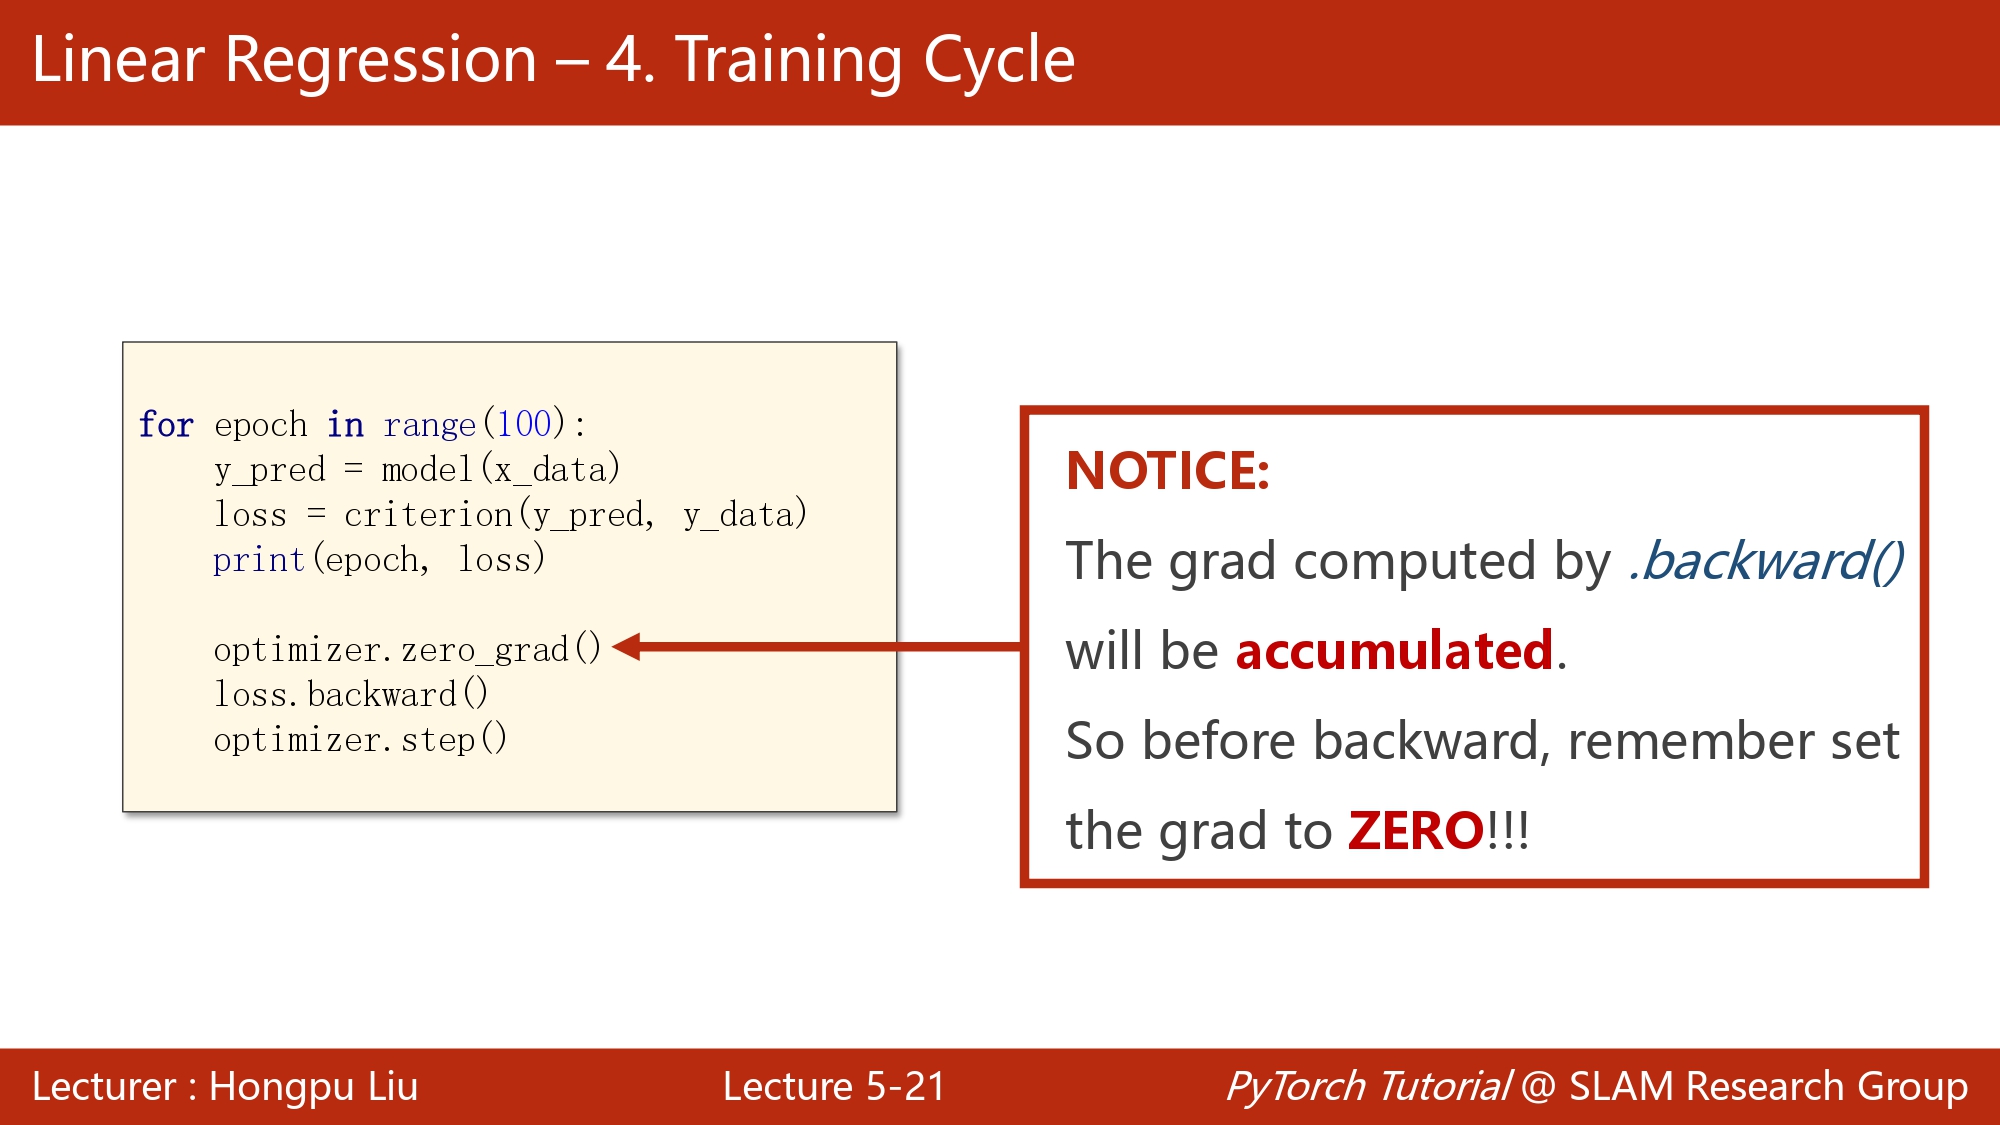 Linear Regression – 4. Training Cycle
for epoch in range(100):
    y_pred = model(x_data)
    loss = criterion(y_pred, y_data)
    print(epoch, loss)

    optimizer.zero_grad()
    loss.backward()
    optimizer.step()
NOTICE:
The grad computed by .backward()
will be accumulated.
So before backward, remember set
the grad to ZERO!!!
Lecturer : Hongpu Liu
Lecture 5-21
PyTorch Tutorial @ SLAM Research Group